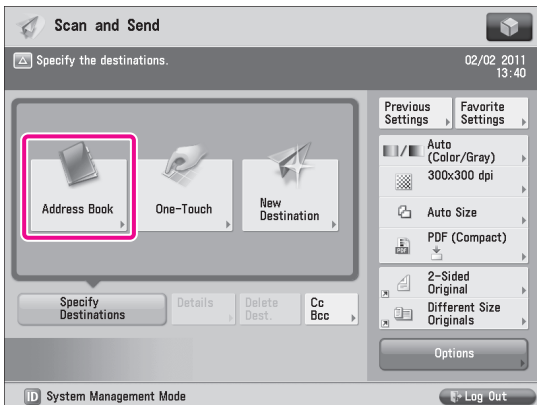 Scan and Send
Specify the destinations.
02/02 2011
13:40
Previous
Settings
Favorite
Settings
Auto
(Color/Gray)
300x300 dpi
Auto Size
PDF (Compact)
2-Sided
Original
Different Size
Originals
Options
Address Book
One-Touch
New
Destination
Specify
Destinations
Details
Delete
Dest.
Cc
Bcc
ID System Management Mode
Log Out